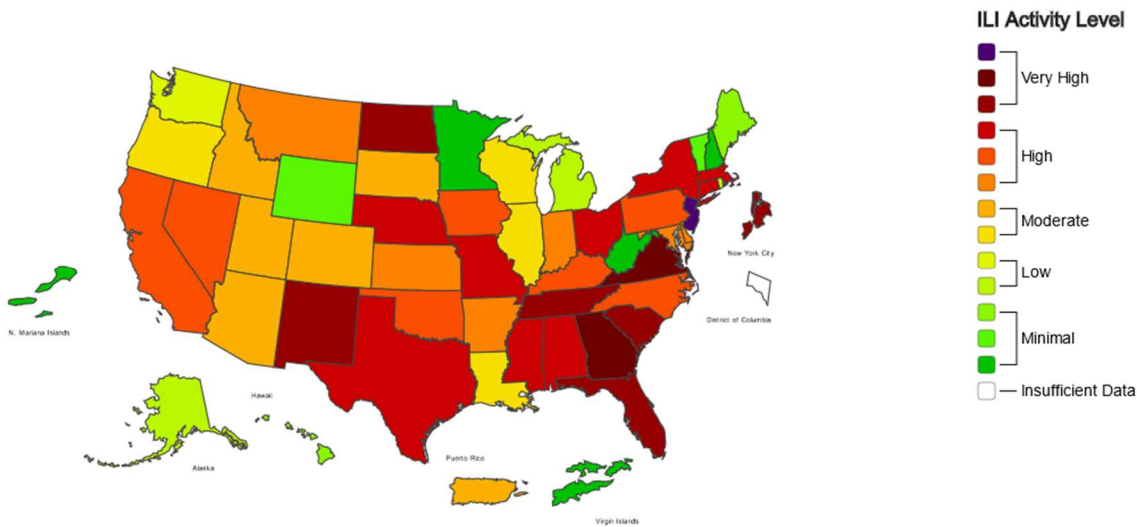 ILI Activity Level
Very High
High
Moderate
Low
Minimal
Insufficient Data
New York City
District of Columbia
N. Mariana Islands
Hawaii
Alaska
Puerto Rico
Virgin Islands